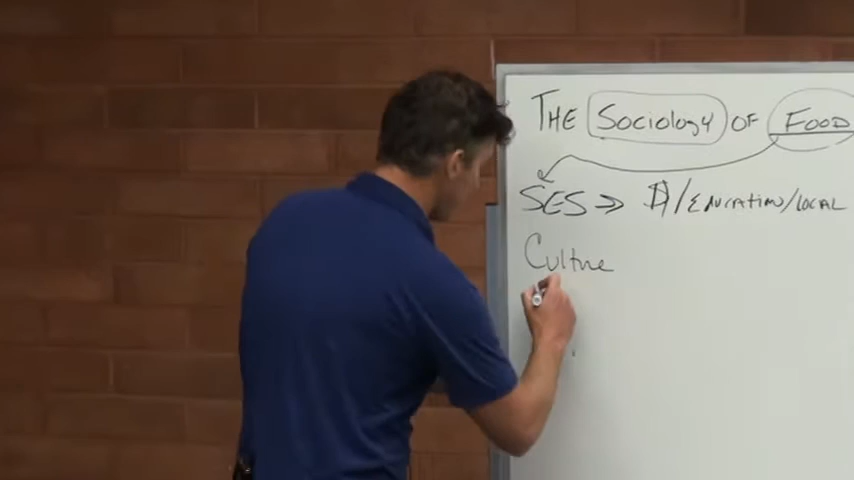 THE Sociology OF FOOD
SES => $/EDUCATION/LOCAL
Culture